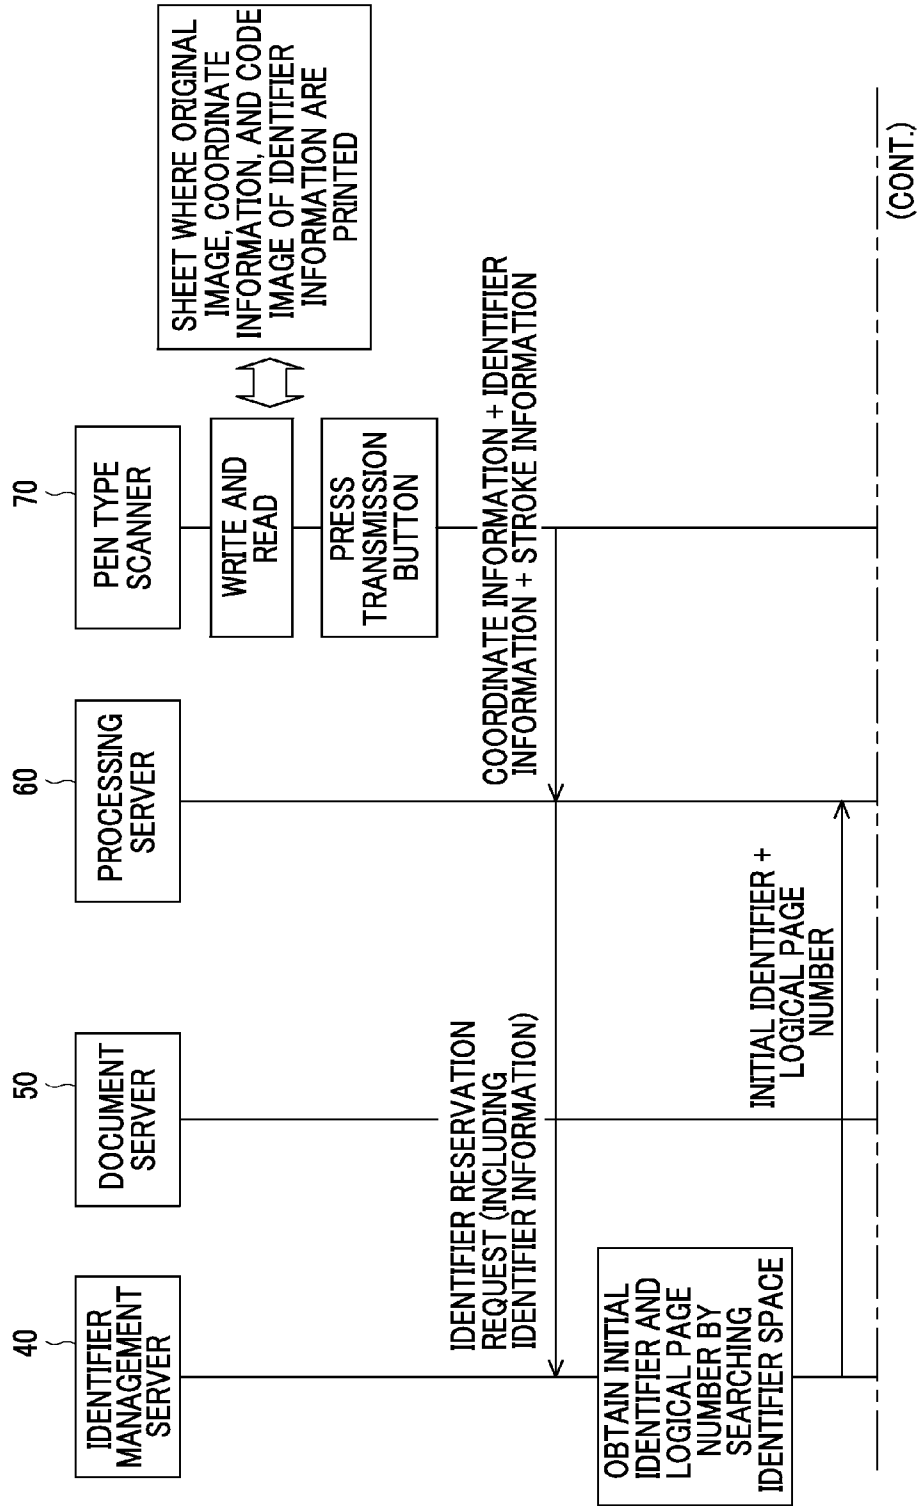 40
IDENTIFIER
MANAGEMENT
SERVER
50
DOCUMENT
SERVER
60
PROCESSING
SERVER
70
PEN TYPE
SCANNER
WRITE AND
READ
SHEET WHERE ORIGINAL
IMAGE, COORDINATE
INFORMATION, AND CODE
IMAGE OF IDENTIFIER
INFORMATION ARE
PRINTED
PRESS
TRANSMISSION
BUTTON
COORDINATE INFORMATION + IDENTIFIER
INFORMATION + STROKE INFORMATION
IDENTIFIER RESERVATION
REQUEST (INCLUDING
IDENTIFIER INFORMATION)
OBTAIN INITIAL
IDENTIFIER AND
LOGICAL PAGE
NUMBER BY
SEARCHING
IDENTIFIER SPACE
INITIAL IDENTIFIER +
LOGICAL PAGE
NUMBER
(CONT.)